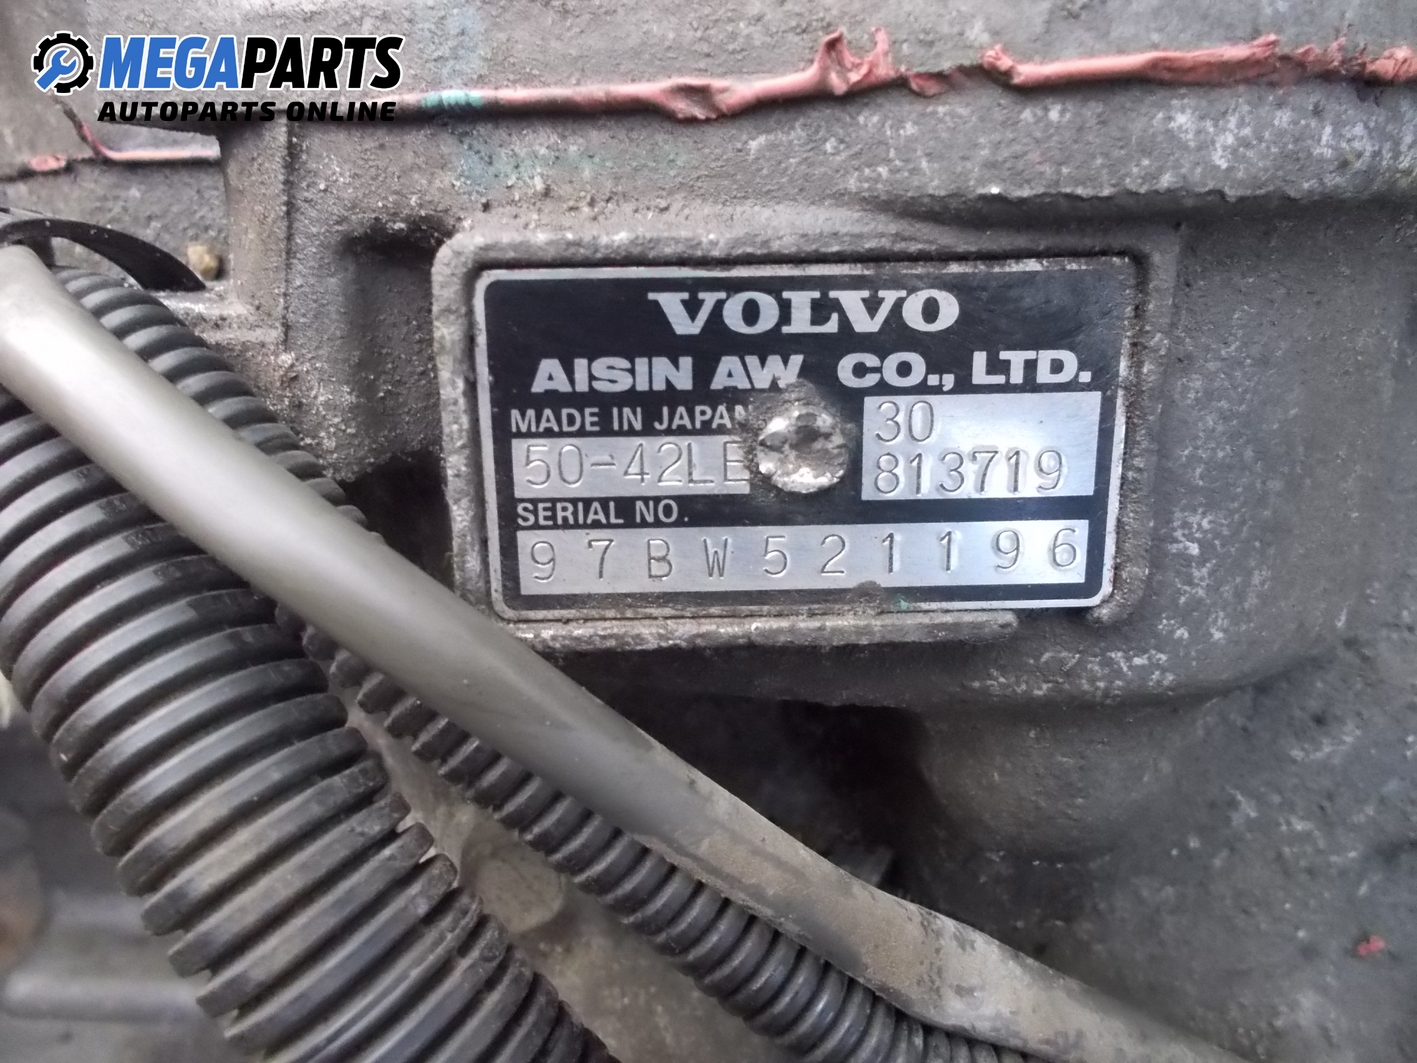 MEGAPARTS
AUTOPARTS ONLINE
VOLVO
AISIN AW CO., LTD.
MADE IN JAPAN 30
50-42LE 813719
SERIAL NO.
97BW521196